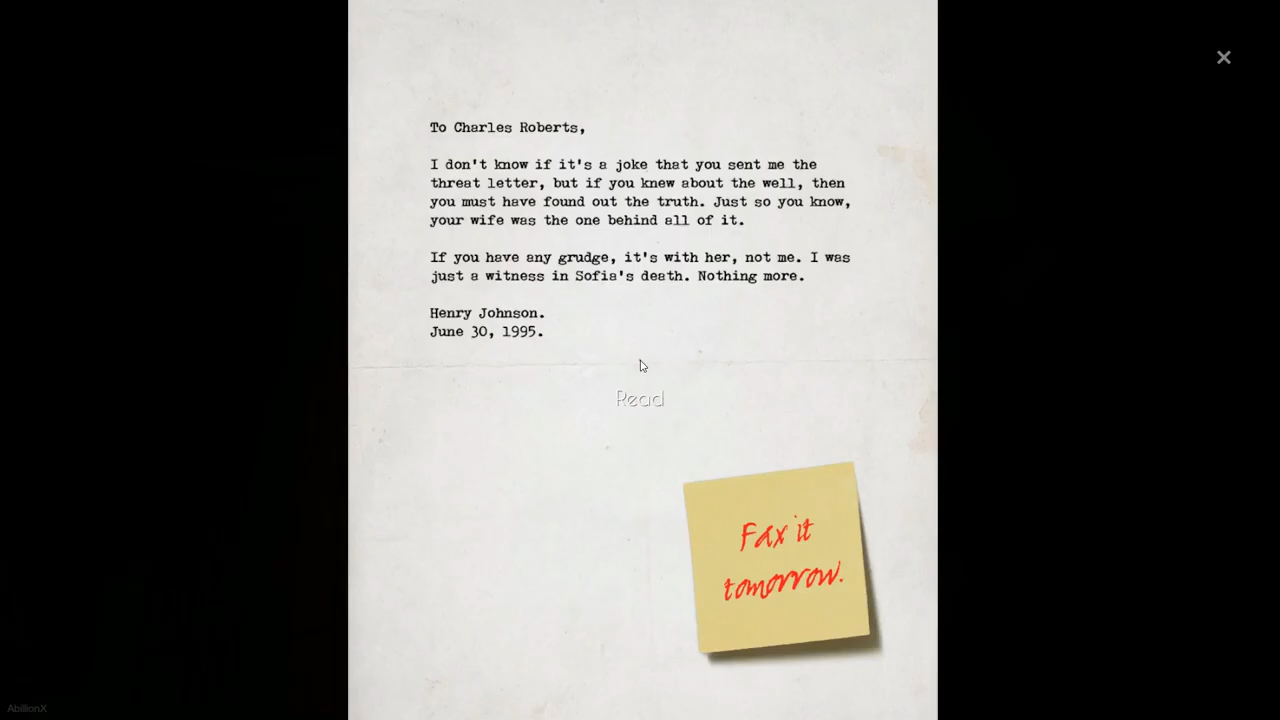 To Charles Roberts,
I don't know if it's a joke that you sent me the
threat letter, but if you knew about the well, then
you must have found out the truth. Just so you know,
your wife was the one behind all of it.
If you have any grudge, it's with her, not me. I was
just a witness in Sofia's death. Nothing more.
Henry Johnson.
June 30, 1995.
Read
Fax it
tomorrow.
AbillionX